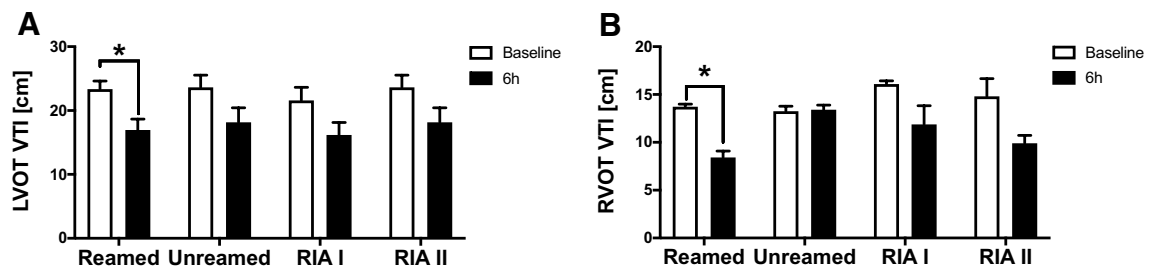 A
LVOT VTI [cm]
30
20
10
0
*
Baseline
6h
Reamed Unreamed RIA I RIA II
B
RVOT VTI [cm]
20
15
10
5
0
*
Baseline
6h
Reamed Unreamed RIA I RIA II